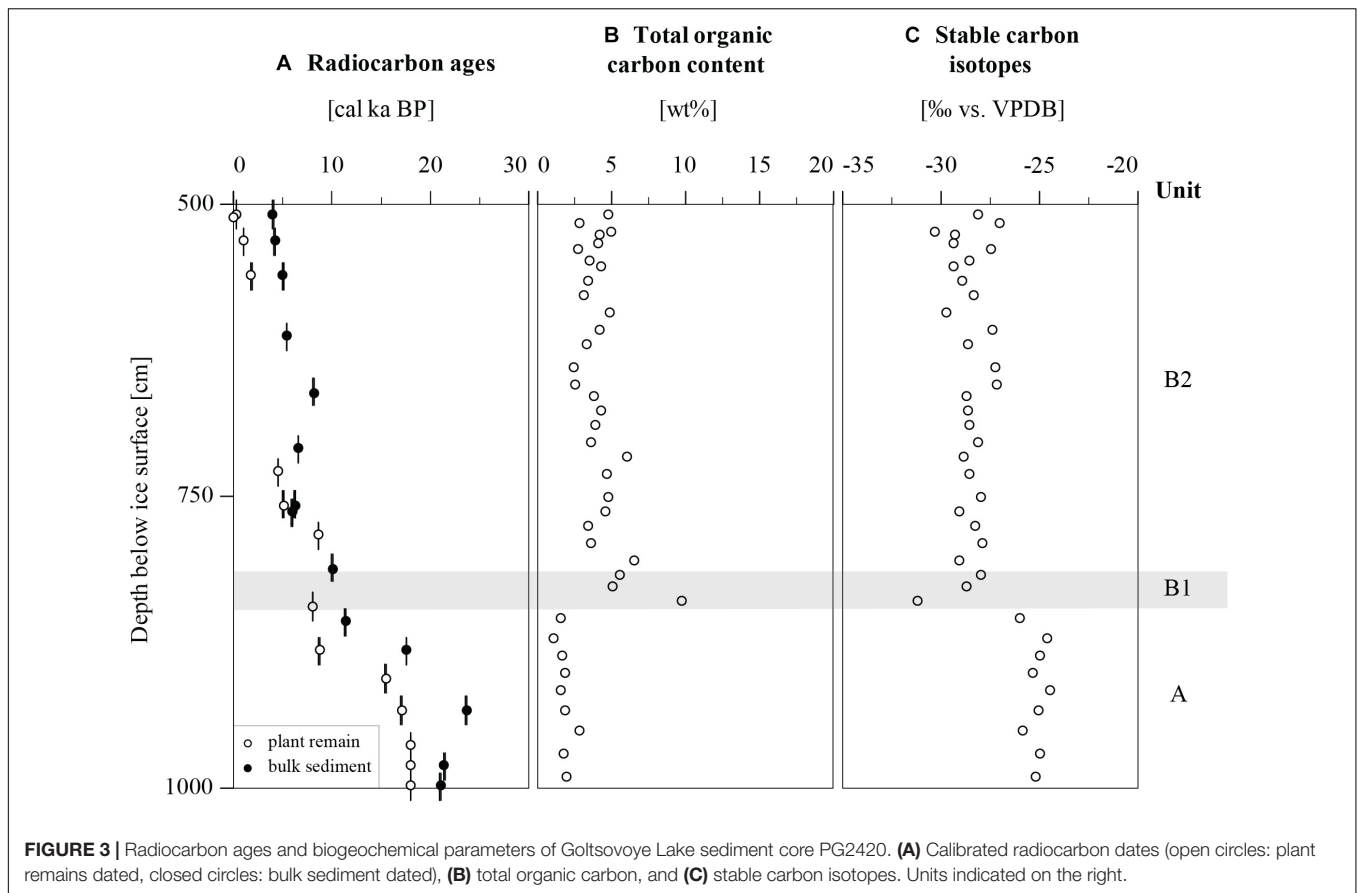 A Radiocarbon ages
[cal ka BP]
B Total organic
carbon content
[wt%]
C Stable carbon
isotopes
[‰ vs. VPDB]
0 10 20 30
0 5 10 15 20
-35 -30 -25 -20
Unit
Depth below ice surface [cm]
500
750
1000
B2
B1
A
plant remain
bulk sediment
FIGURE 3 | Radiocarbon ages and biogeochemical parameters of Goltsovoye Lake sediment core PG2420. (A) Calibrated radiocarbon dates (open circles: plant
remains dated, closed circles: bulk sediment dated), (B) total organic carbon, and (C) stable carbon isotopes. Units indicated on the right.